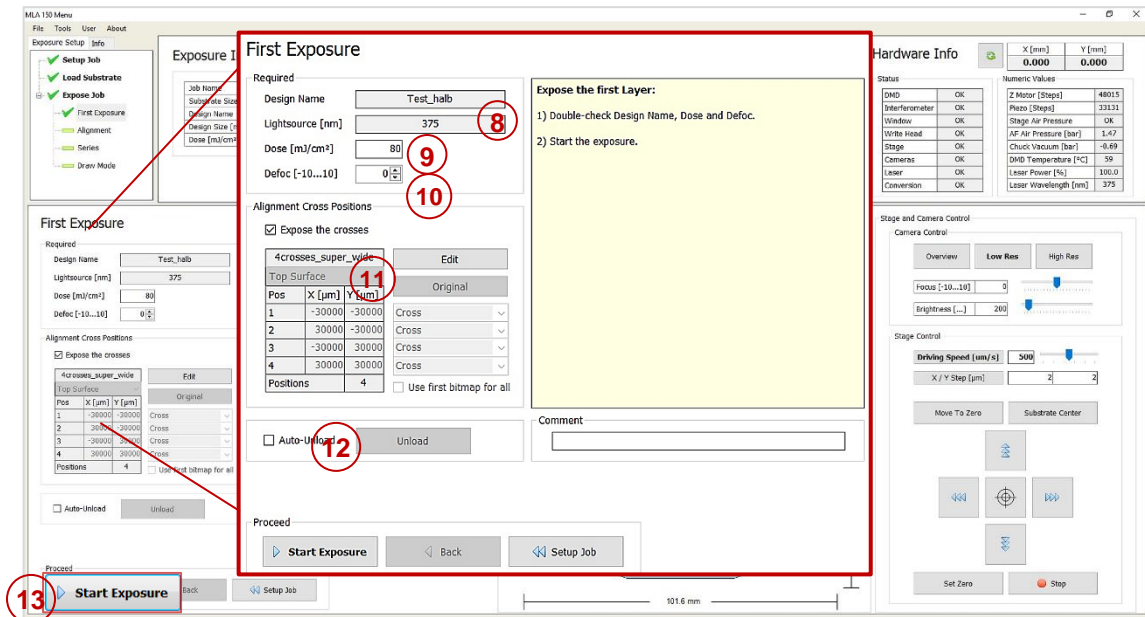 MLA 150 Menu
File Tools User About
Exposure Setup Info
Setup Job
Load Substrate
Expose Job
First Exposure
Alignment
Series
Draw Mode
Exposure I
Job Name
Substrate Size
Design Name
Design Size [m
Dose [mJ/cm²]
First Exposure
Required
Design Name Test_halb
Lightsource [nm] 375 8
Dose [mJ/cm²] 80 9
Defoc [-10...10] 0 10
Alignment Cross Positions
Expose the crosses
4crosses_super_wide Edit
Top Surface 11 Original
Pos X [µm] Y [µm]
1 -30000 -30000 Cross
2 30000 -30000 Cross
3 -30000 30000 Cross
4 30000 30000 Cross
Positions 4 Use first bitmap for all
Auto-Unload 12 Unload
Expose the first Layer:
1) Double-check Design Name, Dose and Defoc.
2) Start the exposure.
Comment
Proceed
Start Exposure Back Setup Job
Hardware Info X [mm] Y [mm]
0.000 0.000
Status
DMD OK
Interferometer OK
Window OK
Write Head OK
Stage OK
Cameras OK
Laser OK
Conversion OK
Numeric Values
Z Motor [Steps] 48015
Piezo [Steps] 33131
Stage Air Pressure OK
AF Air Pressure [bar] 1.47
Chuck Vacuum [bar] -0.69
DMD Temperature [°C] 59
Laser Power [%] 100.0
Laser Wavelength [nm] 375
First Exposure
Required
Design Name Test_halb
Lightsource [nm] 375
Dose [mJ/cm²] 80
Defoc [-10...10] 0
Alignment Cross Positions
Expose the crosses
4crosses_super_wide Edit
Top Surface Original
Pos X [µm] Y [µm]
1 -30000 -30000 Cross
2 30000 -30000 Cross
3 -30000 30000 Cross
4 30000 30000 Cross
Positions 4 Use first bitmap for all
Auto-Unload Unload
Proceed
13 Start Exposure Back Setup Job
101.6 mm
Stage and Camera Control
Camera Control
Overview Low Res High Res
Focus [-10...10] 0
Brightness [...] 200
Stage Control
Driving Speed [um/s] 500
X / Y Step [µm] 2 2
Move To Zero Substrate Center
Set Zero Stop